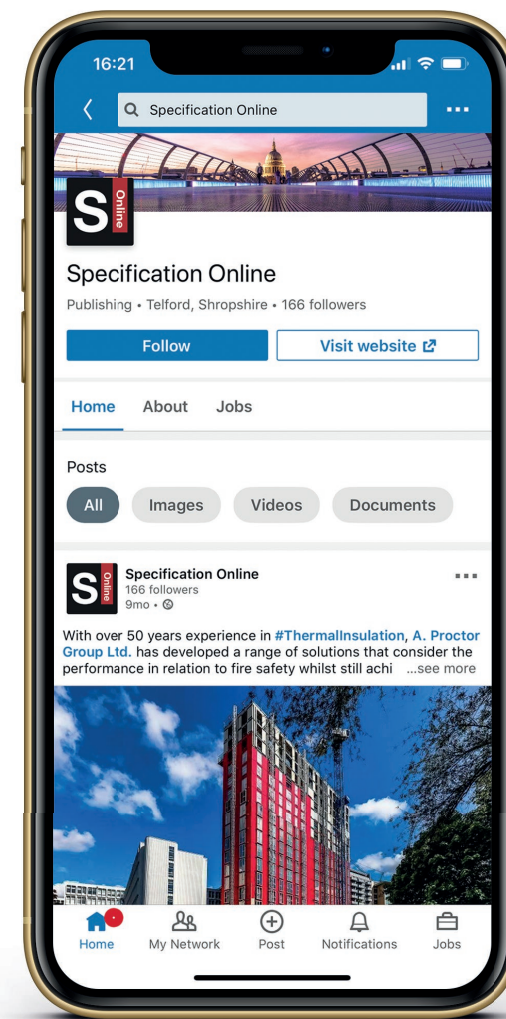 16:21
Specification Online
S Online
Specification Online
Publishing • Telford, Shropshire • 166 followers
Follow
Visit website
Home About Jobs
Posts
All Images Videos Documents
S Online
Specification Online
166 followers
9mo •
With over 50 years experience in #ThermalInsulation, A. Proctor
Group Ltd. has developed a range of solutions that consider the
performance in relation to fire safety whilst still achi ...see more
Home My Network Post Notifications Jobs